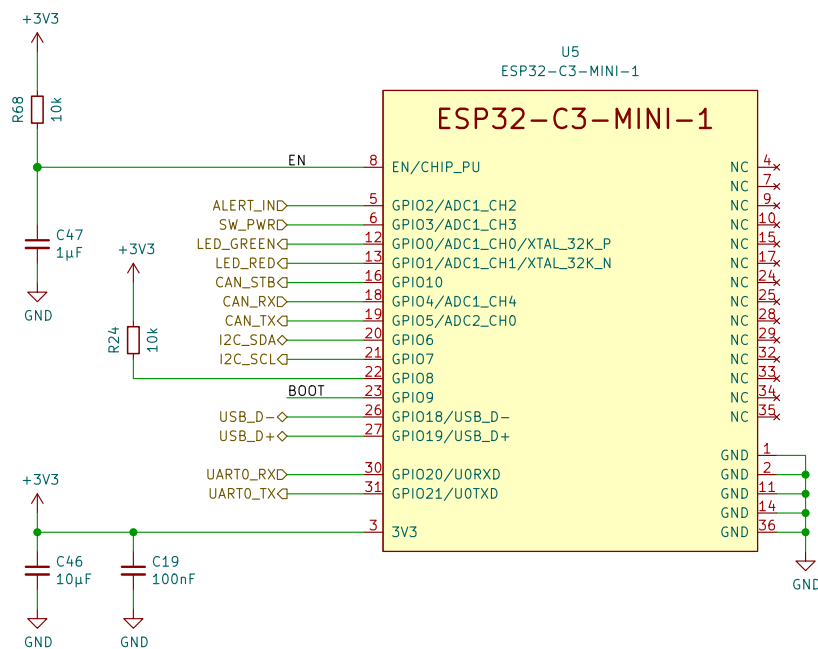 +3V3
R68
10k
U5
ESP32-C3-MINI-1
ESP32-C3-MINI-1
EN 8 EN/CHIP_PU
ALERT_IN 5 GPIO2/ADC1_CH2
SW_PWR 6 GPIO3/ADC1_CH3
LED_GREEN 12 GPIO0/ADC1_CH0/XTAL_32K_P
LED_RED 13 GPIO1/ADC1_CH1/XTAL_32K_N
CAN_STB 16 GPIO10
CAN_RX 18 GPIO4/ADC1_CH4
CAN_TX 19 GPIO5/ADC2_CH0
I2C_SDA 20 GPIO6
I2C_SCL 21 GPIO7
22 GPIO8
BOOT 23 GPIO9
USB_D- 26 GPIO18/USB_D-
USB_D+ 27 GPIO19/USB_D+
UART0_RX 30 GPIO20/U0RXD
UART0_TX 31 GPIO21/U0TXD
3 3V3
NC 4
NC 7
NC 9
NC 10
NC 15
NC 17
NC 24
NC 25
NC 28
NC 29
NC 32
NC 33
NC 34
NC 35
GND 1
GND 2
GND 11
GND 14
GND 36
GND
C47
1µF
GND
+3V3
R24
10k
+3V3
C46
10µF
GND
C19
100nF
GND